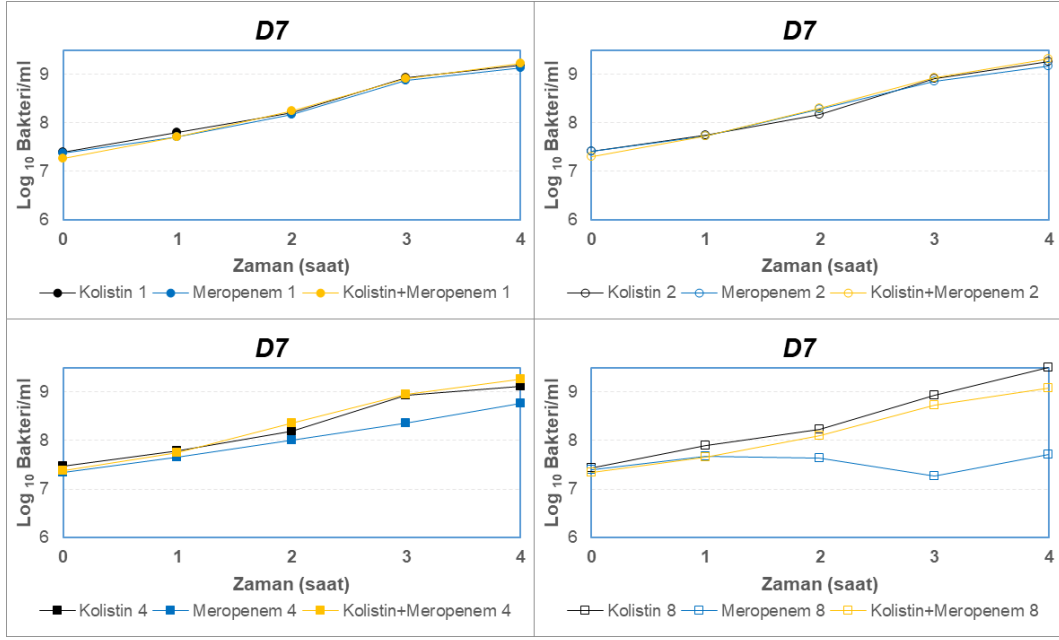 D7
Log 10 Bakteri/ml
9
8
7
6
0 1 2 3 4
Zaman (saat)
Kolistin 1 Meropenem 1 Kolistin+Meropenem 1
D7
Log 10 Bakteri/ml
9
8
7
6
0 1 2 3 4
Zaman (saat)
Kolistin 2 Meropenem 2 Kolistin+Meropenem 2
D7
Log 10 Bakteri/ml
9
8
7
6
0 1 2 3 4
Zaman (saat)
Kolistin 4 Meropenem 4 Kolistin+Meropenem 4
D7
Log 10 Bakteri/ml
9
8
7
6
0 1 2 3 4
Zaman (saat)
Kolistin 8 Meropenem 8 Kolistin+Meropenem 8